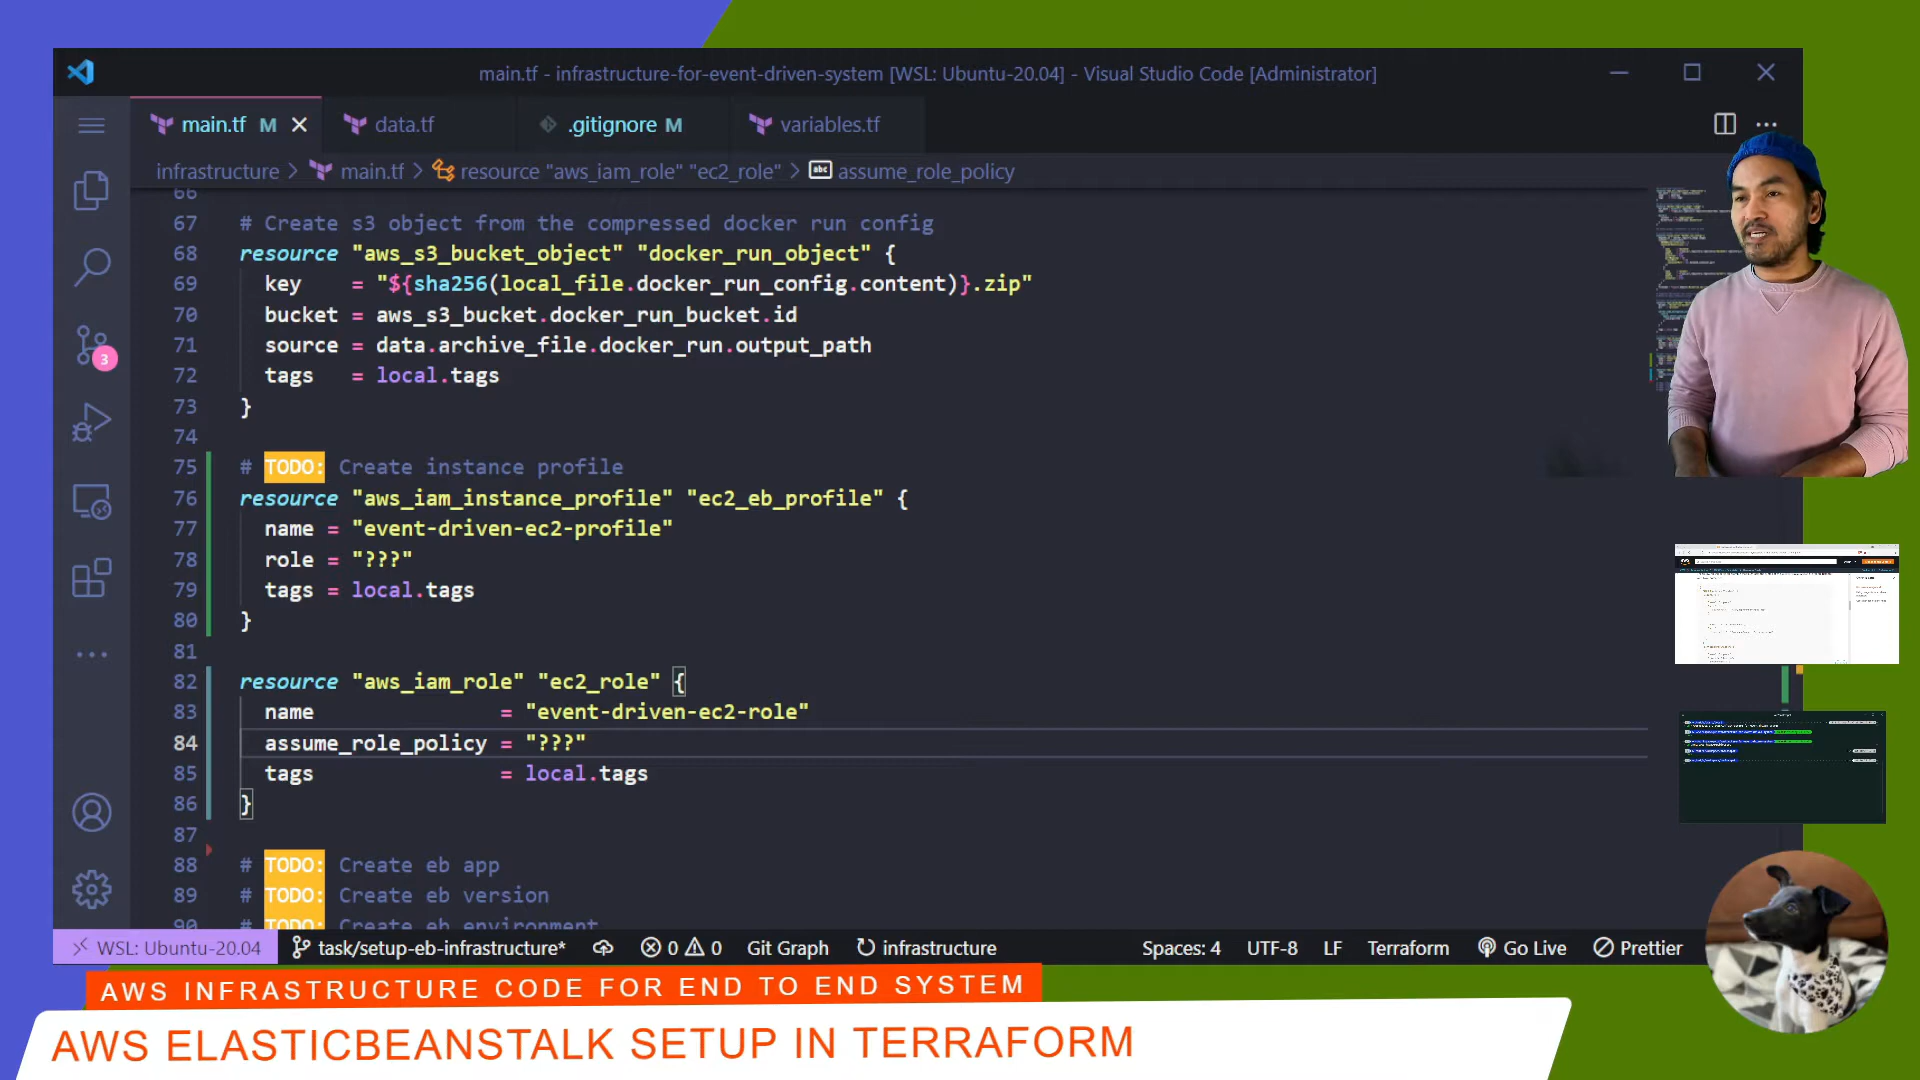 main.tf - infrastructure-for-event-driven-system [WSL: Ubuntu-20.04] - Visual Studio Code [Administrator]
main.tf M
data.tf
.gitignore M
variables.tf
infrastructure > main.tf > resource "aws_iam_role" "ec2_role" > abc assume_role_policy
66
67 # Create s3 object from the compressed docker run config
68 resource "aws_s3_bucket_object" "docker_run_object" {
69 key = "${sha256(local_file.docker_run_config.content)}.zip"
70 bucket = aws_s3_bucket.docker_run_bucket.id
71 source = data.archive_file.docker_run.output_path
72 tags = local.tags
73 }
74
75 # TODO: Create instance profile
76 resource "aws_iam_instance_profile" "ec2_eb_profile" {
77 name = "event-driven-ec2-profile"
78 role = "???"
79 tags = local.tags
80 }
81
82 resource "aws_iam_role" "ec2_role" {
83 name = "event-driven-ec2-role"
84 assume_role_policy = "???"
85 tags = local.tags
86 }
87
88 # TODO: Create eb app
89 # TODO: Create eb version
90 # TODO: Create eb environment
3
WSL: Ubuntu-20.04 task/setup-eb-infrastructure* 0 0 Git Graph infrastructure Spaces: 4 UTF-8 LF Terraform Go Live Prettier
AWS INFRASTRUCTURE CODE FOR END TO END SYSTEM
AWS ELASTICBEANSTALK SETUP IN TERRAFORM